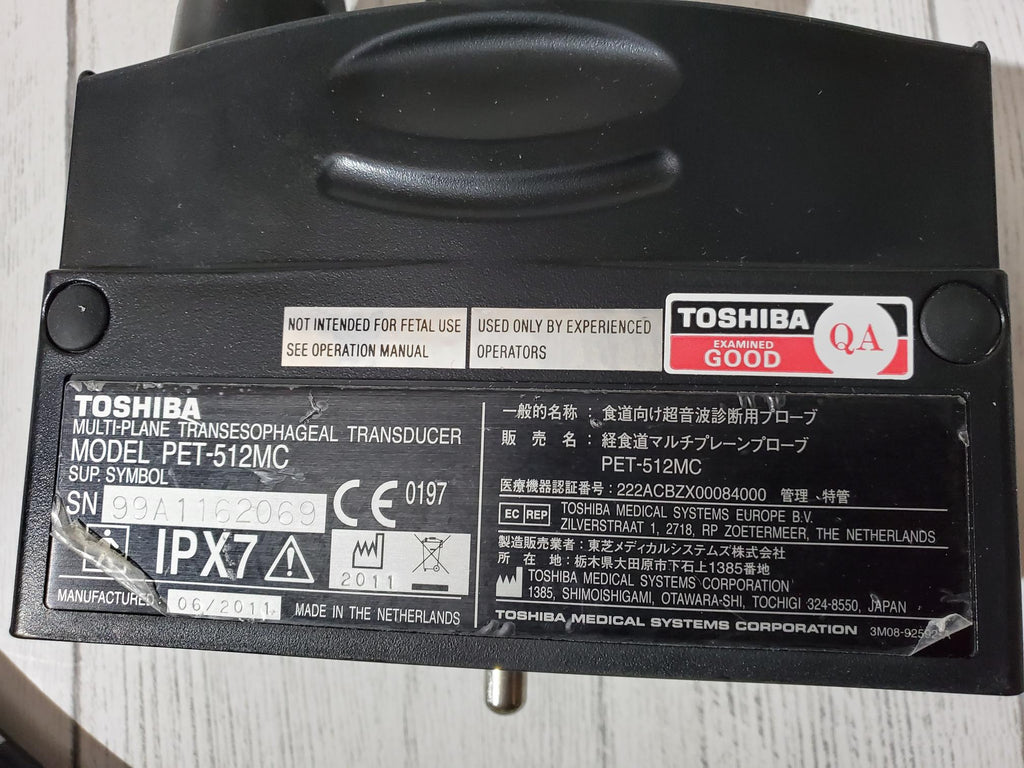 NOT INTENDED FOR FETAL USE
SEE OPERATION MANUAL
USED ONLY BY EXPERIENCED
OPERATORS
TOSHIBA
EXAMINED
GOOD
QA
TOSHIBA
MULTI-PLANE TRANSESOPHAGEAL TRANSDUCER
MODEL PET-512MC
SUP. SYMBOL
SN 99A1162069 CE 0197
IPX7
2011
MANUFACTURED 06/2011 MADE IN THE NETHERLANDS
一般的名称 : 食道向け超音波診断用プローブ
販売名 : 経食道マルチプレーンプローブ
PET-512MC
医療機器認証番号 : 222ACBZX00084000 管理、特管
EC REP TOSHIBA MEDICAL SYSTEMS EUROPE B.V.
ZILVERSTRAAT 1, 2718, RP ZOETERMEER, THE NETHERLANDS
製造販売業者 : 東芝メディカルシステムズ株式会社
所在地 : 栃木県大田原市下石上1385番地
TOSHIBA MEDICAL SYSTEMS CORPORATION
1385, SHIMOISHIGAMI, OTAWARA-SHI, TOCHIGI 324-8550, JAPAN
TOSHIBA MEDICAL SYSTEMS CORPORATION